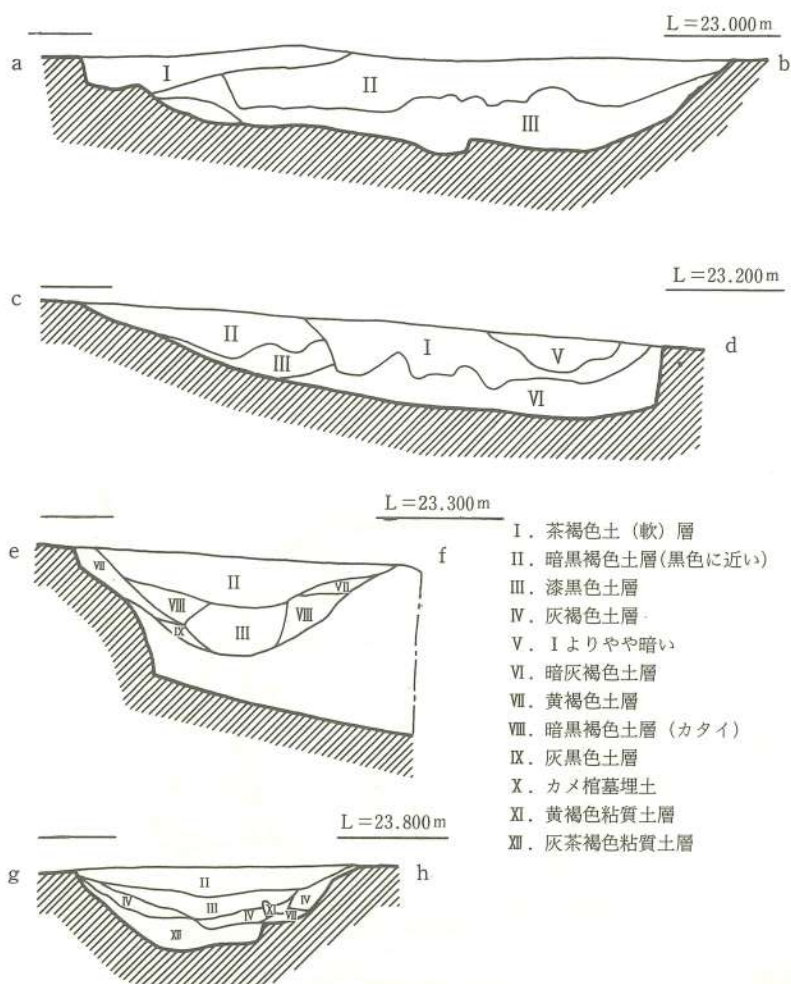 L=23.000m
a
b
I
II
III
L=23.200m
c
d
II
III
I
V
VI
L=23.300m
e
f
VII
II
VII
VIII
VIII
IX
III
L=23.800m
g
h
II
IV
III
IV
XI
IV
VII
XII
I. 茶褐色土(軟)層
II. 暗黒褐色土層(黒色に近い)
III. 漆黒色土層
IV. 灰褐色土層
V. Iよりやや暗い
VI. 暗灰褐色土層
VII. 黄褐色土層
VIII. 暗黒褐色土層(カタイ)
IX. 灰黒色土層
X. カメ棺墓埋土
XI. 黄褐色粘質土層
XII. 灰茶褐色粘質土層